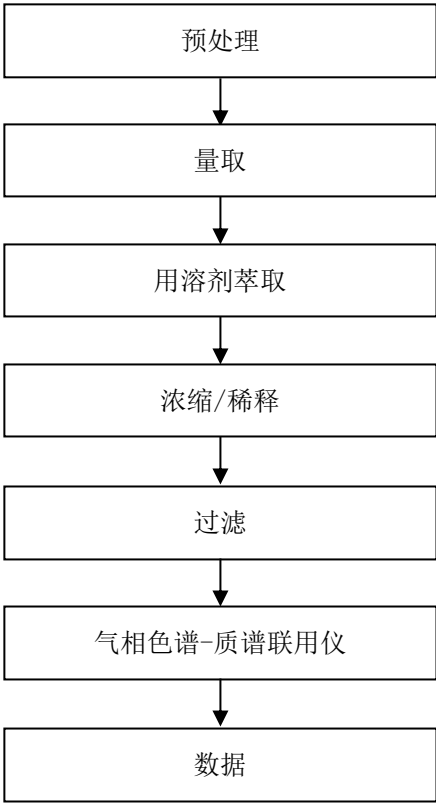 预处理
量取
用溶剂萃取
浓缩/稀释
过滤
气相色谱-质谱联用仪
数据